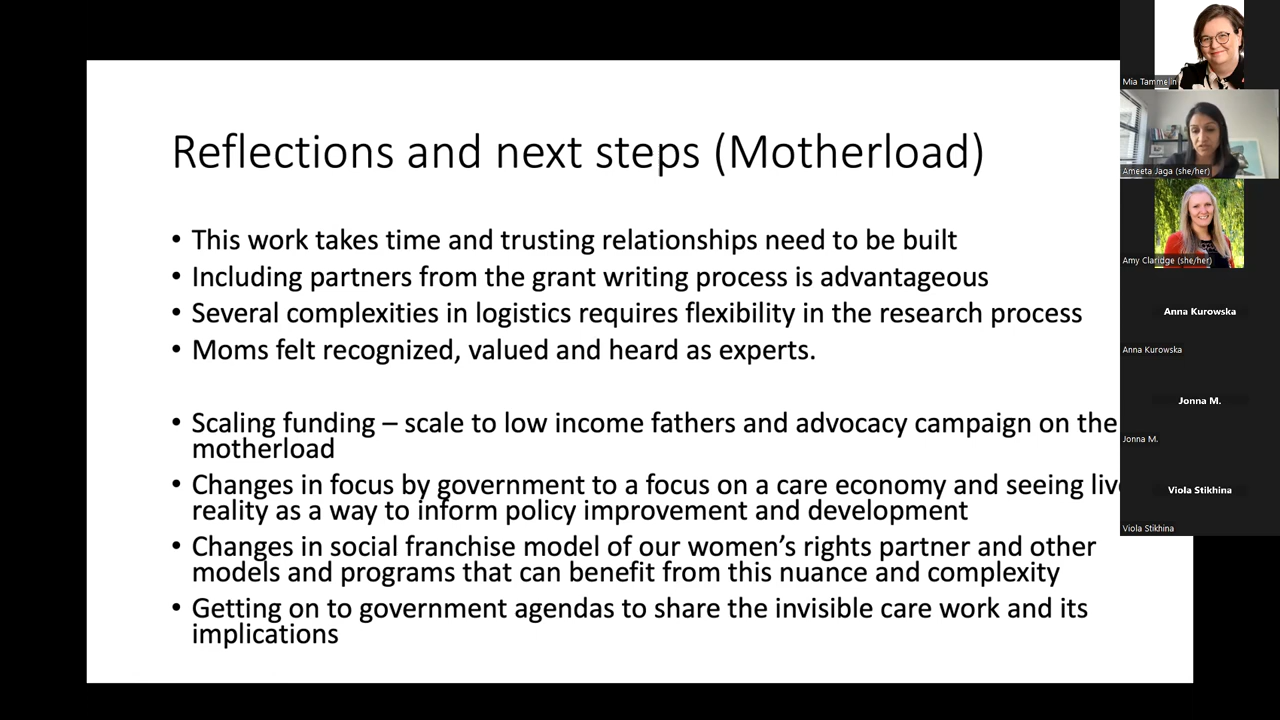 Reflections and next steps (Motherload)
• This work takes time and trusting relationships need to be built
• Including partners from the grant writing process is advantageous
• Several complexities in logistics requires flexibility in the research process
• Moms felt recognized, valued and heard as experts.
• Scaling funding – scale to low income fathers and advocacy campaign on the
motherload
• Changes in focus by government to a focus on a care economy and seeing
reality as a way to inform policy improvement and development
• Changes in social franchise model of our women's rights partner and other
models and programs that can benefit from this nuance and complexity
• Getting on to government agendas to share the invisible care work and its
implications
Mia Tammelin
Ameeta Jaga (she/her)
Amy Claridge (she/her)
Anna Kurowska
Anna Kurowska
Jonna M.
Jonna M.
Viola Stikhina
Viola Stikhina